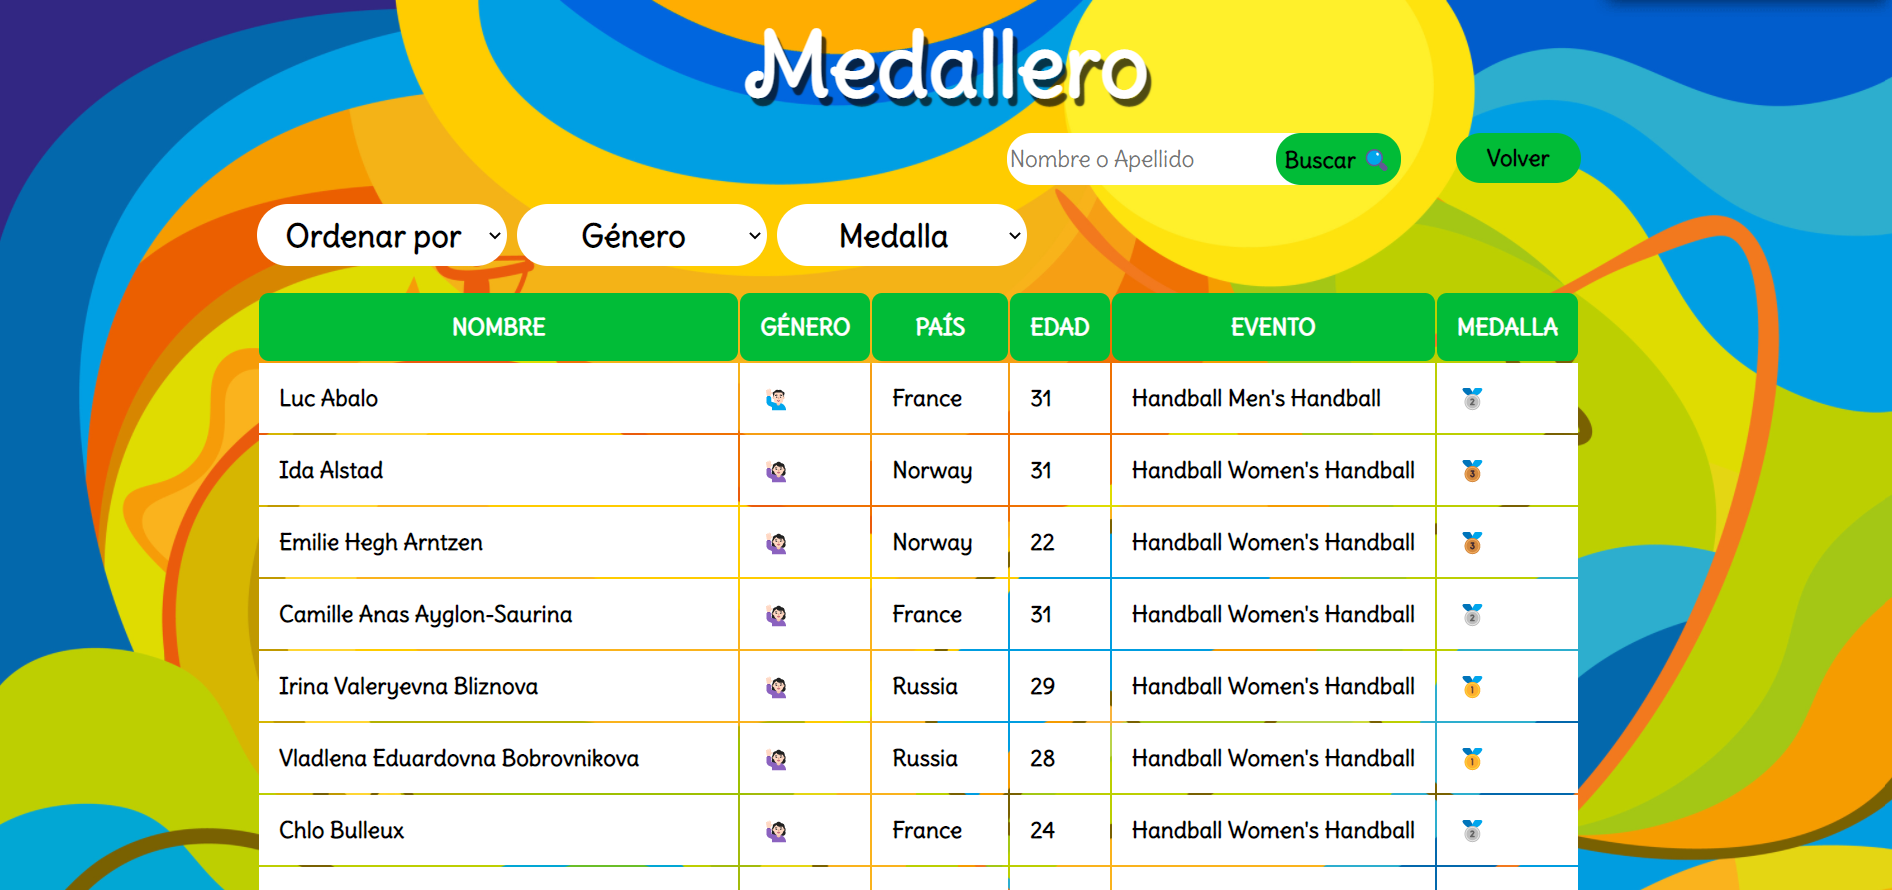 Medallero
Nombre o Apellido Buscar Volver
Ordenar por Género Medalla
NOMBRE GÉNERO PAÍS EDAD EVENTO MEDALLA
Luc Abalo France 31 Handball Men's Handball 2
Ida Alstad Norway 31 Handball Women's Handball 3
Emilie Hegh Arntzen Norway 22 Handball Women's Handball 3
Camille Anas Ayglon-Saurina France 31 Handball Women's Handball 2
Irina Valeryevna Bliznova Russia 29 Handball Women's Handball 1
Vladlena Eduardovna Bobrovnikova Russia 28 Handball Women's Handball 1
Chlo Bulleux France 24 Handball Women's Handball 2